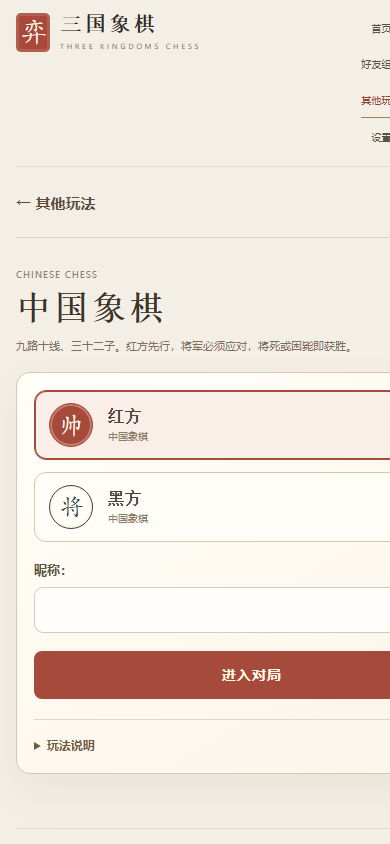 弈
三国象棋
THREE KINGDOMS CHESS
首页
好友组
其他玩
设置
← 其他玩法
CHINESE CHESS
中国象棋
九路十线、三十二子。红方先行，将军必须应对，将死或困毙即获胜。
帅
红方
中国象棋
将
黑方
中国象棋
昵称：
进入对局
▶ 玩法说明